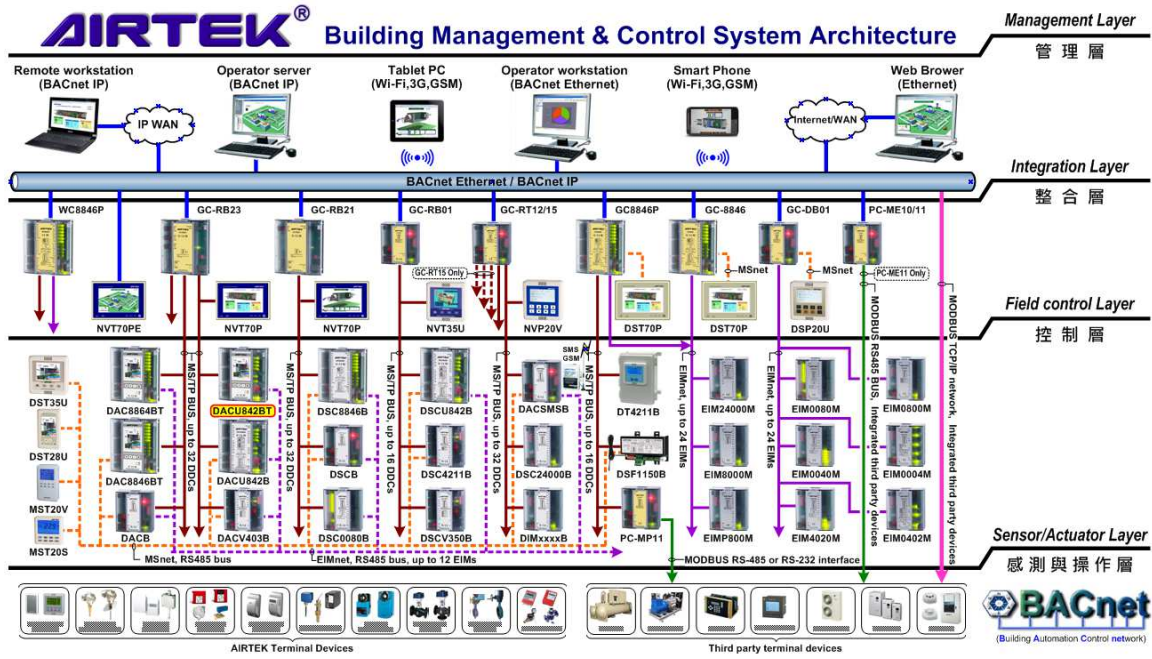 AIRTEK®
Building Management & Control System Architecture
Management Layer
管理層
Remote workstation
(BACnet IP)
Operator server
(BACnet IP)
Tablet PC
(Wi-Fi,3G,GSM)
Operator workstation
(BACnet Ethernet)
Smart Phone
(Wi-Fi,3G,GSM)
Web Brower
(Ethernet)
IP WAN
Internet/WAN
BACnet Ethernet / BACnet IP
Integration Layer
整合層
WC8846P
GC-RB23
GC-RB21
GC-RB01
GC-RT12/15
GC8846P
GC-8846
GC-DB01
PC-ME10/11
GC-RT15 Only
MSnet
MSnet
PC-ME11 Only
NVT70PE
NVT70P
NVT70P
NVT35U
NVP20V
DST70P
DST70P
DSP20U
Field control Layer
控制層
MS/TP BUS, up to 32 DDCs
MS/TP BUS, up to 32 DDCs
MS/TP BUS, up to 16 DDCs
MS/TP BUS, up to 32 DDCs
MS/TP BUS, up to 16 DDCs
EIMnet, up to 24 EIMs
EIMnet, up to 24 EIMs
MODBUS RS485 BUS, Integrated third party devices
MODBUS TCP/IP network, Integrated third party devices
SMS
GSM
DST35U
DAC8864BT
DACU842BT
DSC8846B
DSCU842B
DACSMSB
DT4211B
EIM24000M
EIM0080M
EIM0800M
DST28U
DAC8846BT
DACU842B
DSCB
DSC4211B
DSC24000B
DSF1150B
EIM8000M
EIM0040M
EIM0004M
MST20V
MST20S
DACB
DACV403B
DSC0080B
DSCV350B
DIMxxxxB
PC-MP11
EIMP800M
EIM4020M
EIM0402M
MSnet, RS485 bus
EIMnet, RS485 bus, up to 12 EIMs
MODBUS RS-485 or RS-232 interface
Sensor/Actuator Layer
感測與操作層
AIRTEK Terminal Devices
Third party terminal devices
BACnet
(Building Automation Control network)